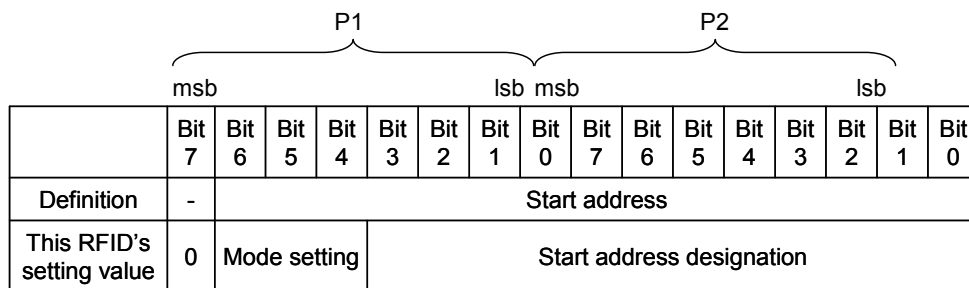 P1 P2
msb lsb msb lsb
Bit 7 Bit 6 Bit 5 Bit 4 Bit 3 Bit 2 Bit 1 Bit 0 Bit 7 Bit 6 Bit 5 Bit 4 Bit 3 Bit 2 Bit 1 Bit 0
Definition - Start address
This RFID's setting value 0 Mode setting Start address designation